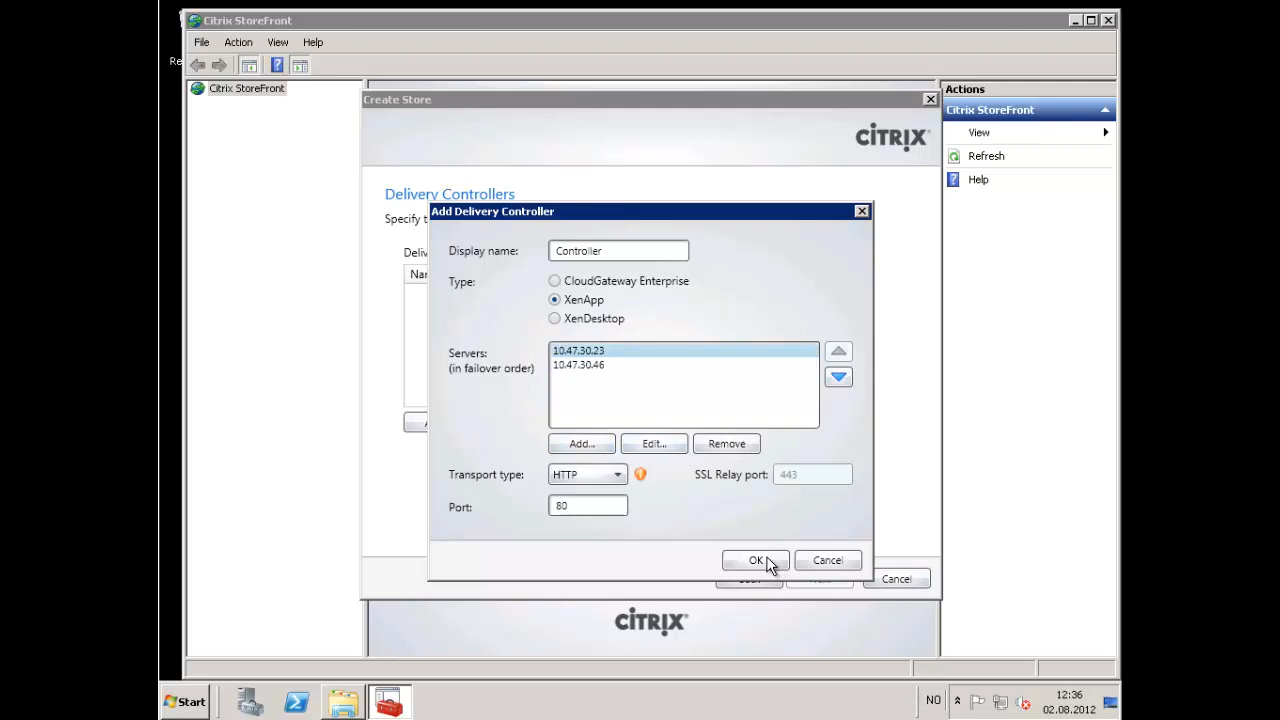 Citrix StoreFront
File Action View Help
Re
Citrix StoreFront
Create Store
CITRIX
Delivery Controllers
Specify t
Deliv
Nar
Add Delivery Controller
Display name: Controller
Type: CloudGateway Enterprise
XenApp
XenDesktop
Servers:
(in failover order)
10.47.30.23
10.47.30.46
Add... Edit... Remove
Transport type: HTTP SSL Relay port: 443
Port: 80
OK Cancel
Cancel
CITRIX
Actions
Citrix StoreFront
View
Refresh
Help
Start
NO
12:36
02.08.2012